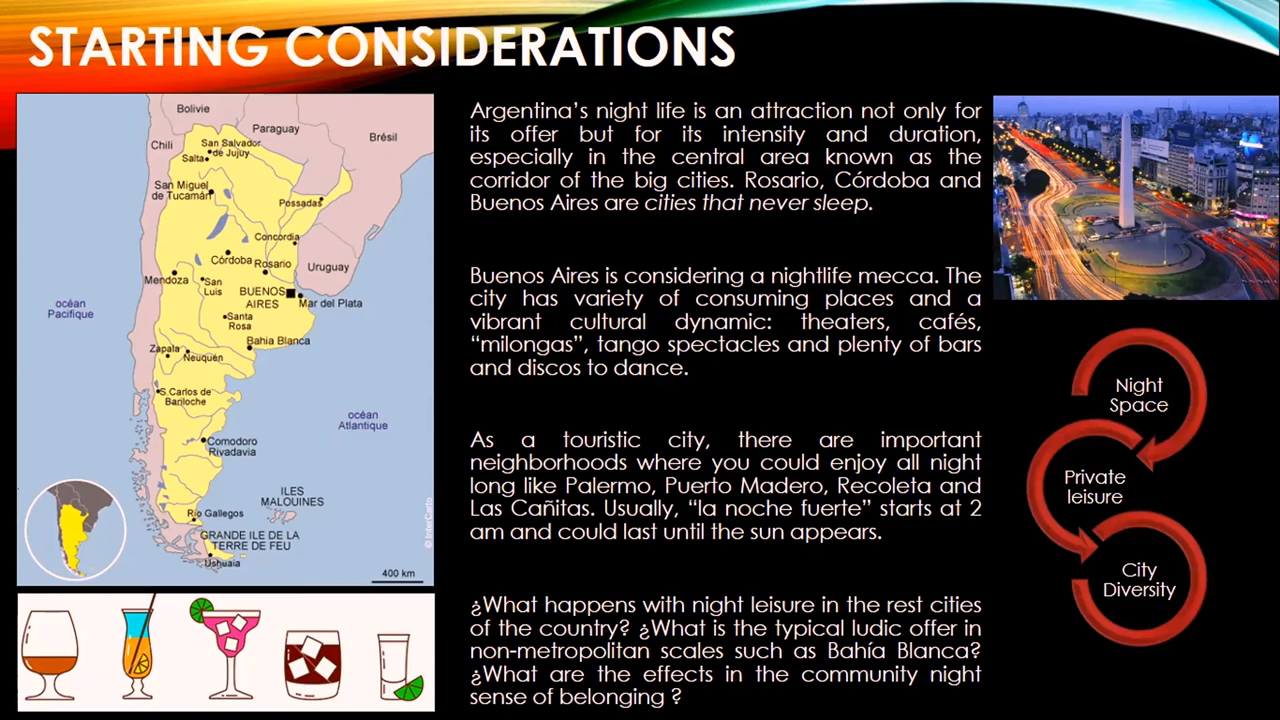 STARTING CONSIDERATIONS
Bolivie
Paraguay
Brésil
Chili
San Salvador
de Jujuy
Salta
San Miguel
de Tucumán
Possadas
Concordia
Córdoba
Rosario
Uruguay
Mendoza
San
Luis
BUENOS
AIRES
Mar del Plata
océan
Pacifique
Santa
Rosa
Bahia Blanca
Zapala
Neuquén
S.Carlos de
Bariloche
océan
Atlantique
Comodoro
Rivadavia
ILES
MALOUINES
Rio Gallegos
GRANDE ILE DE LA
TERRE DE FEU
Ushuaia
400 km
© InterCarto
Argentina's night life is an attraction not only for
its offer but for its intensity and duration,
especially in the central area known as the
corridor of the big cities. Rosario, Córdoba and
Buenos Aires are cities that never sleep.
Buenos Aires is considering a nightlife mecca. The
city has variety of consuming places and a
vibrant cultural dynamic: theaters, cafés,
“milongas”, tango spectacles and plenty of bars
and discos to dance.
As a touristic city, there are important
neighborhoods where you could enjoy all night
long like Palermo, Puerto Madero, Recoleta and
Las Cañitas. Usually, “la noche fuerte” starts at 2
am and could last until the sun appears.
¿What happens with night leisure in the rest cities
of the country? ¿What is the typical ludic offer in
non-metropolitan scales such as Bahía Blanca?
¿What are the effects in the community night
sense of belonging ?
Night
Space
Private
leisure
City
Diversity